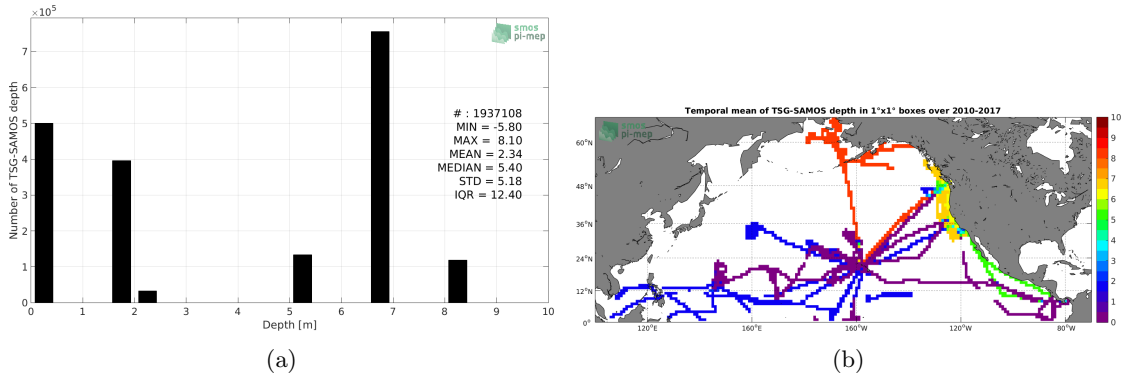 ×10⁵
smos
pi-mep
7
6
5
4
3
2
1
0
Number of TSG-SAMOS depth
# : 1937108
MIN = -5.80
MAX = 8.10
MEAN = 2.34
MEDIAN = 5.40
STD = 5.18
IQR = 12.40
0 1 2 3 4 5 6 7 8 9 10
Depth [m]
(a)
Temporal mean of TSG-SAMOS depth in 1°x1° boxes over 2010-2017
smos
pi-mep
60°N
48°N
36°N
24°N
12°N
0°
120°E 160°E 160°W 120°W 80°W
10
9
8
7
6
5
4
3
2
1
0
(b)